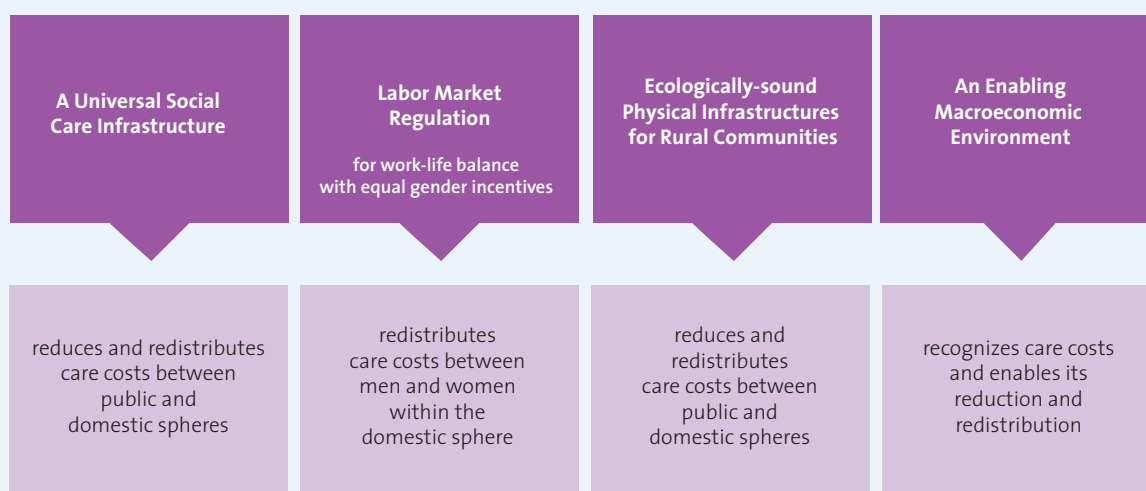 A Universal Social
Care Infrastructure
Labor Market
Regulation
for work-life balance
with equal gender incentives
Ecologically-sound
Physical Infrastructures
for Rural Communities
An Enabling
Macroeconomic
Environment
reduces and redistributes
care costs between
public and
domestic spheres
redistributes
care costs between
men and women
within the
domestic sphere
reduces and
redistributes
care costs between
public and
domestic spheres
recognizes care costs
and enables its
reduction and
redistribution